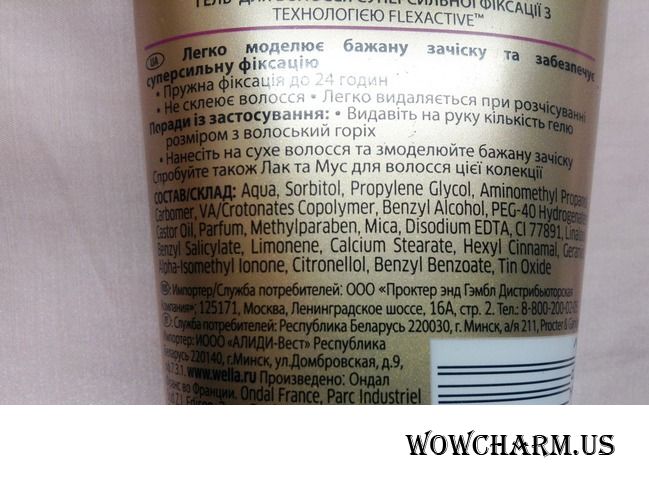 ГЕЛЬ ДЛЯ ВОЛОССЯ СУПЕРСИЛЬНОЇ ФІКСАЦІЇ З
ТЕХНОЛОГІЄЮ FLEXACTIVE™
UA Легко моделює бажану зачіску та забезпечує
суперсильну фіксацію
• Пружна фіксація до 24 годин
• Не склеює волосся • Легко видаляється при розчісуванні
Поради із застосування: • Видавіть на руку кількість гелю
розміром з волоський горіх
• Нанесіть на сухе волосся та змоделюйте бажану зачіску
Спробуйте також Лак та Мус для волосся цієї колекції
СОСТАВ/СКЛАД: Aqua, Sorbitol, Propylene Glycol, Aminomethyl Propanol
Carbomer, VA/Crotonates Copolymer, Benzyl Alcohol, PEG-40 Hydrogenated
Castor Oil, Parfum, Methylparaben, Mica, Disodium EDTA, CI 77891, Linalool
Benzyl Salicylate, Limonene, Calcium Stearate, Hexyl Cinnamal, Geraniol
Alpha-Isomethyl Ionone, Citronellol, Benzyl Benzoate, Tin Oxide
Импортер/Служба потребителей: ООО «Проктер энд Гэмбл Дистрибьюторская
Компания»; 125171, Москва, Ленинградское шоссе, 16А, стр. 2. Тел.: 8-800-200-02-05
Служба потребителей: Республика Беларусь 220030, г. Минск, а/я 211, Procter & Gamble
Импортер: ИООО «АЛИДИ-Вест» Республика
Беларусь 220140, г.Минск, ул.Домбровская, д.9,
7.3.1. www.wella.ru Произведено: Ондал
Франс во Франции. Ondal France, Parc Industriel
WOWCHARM.US